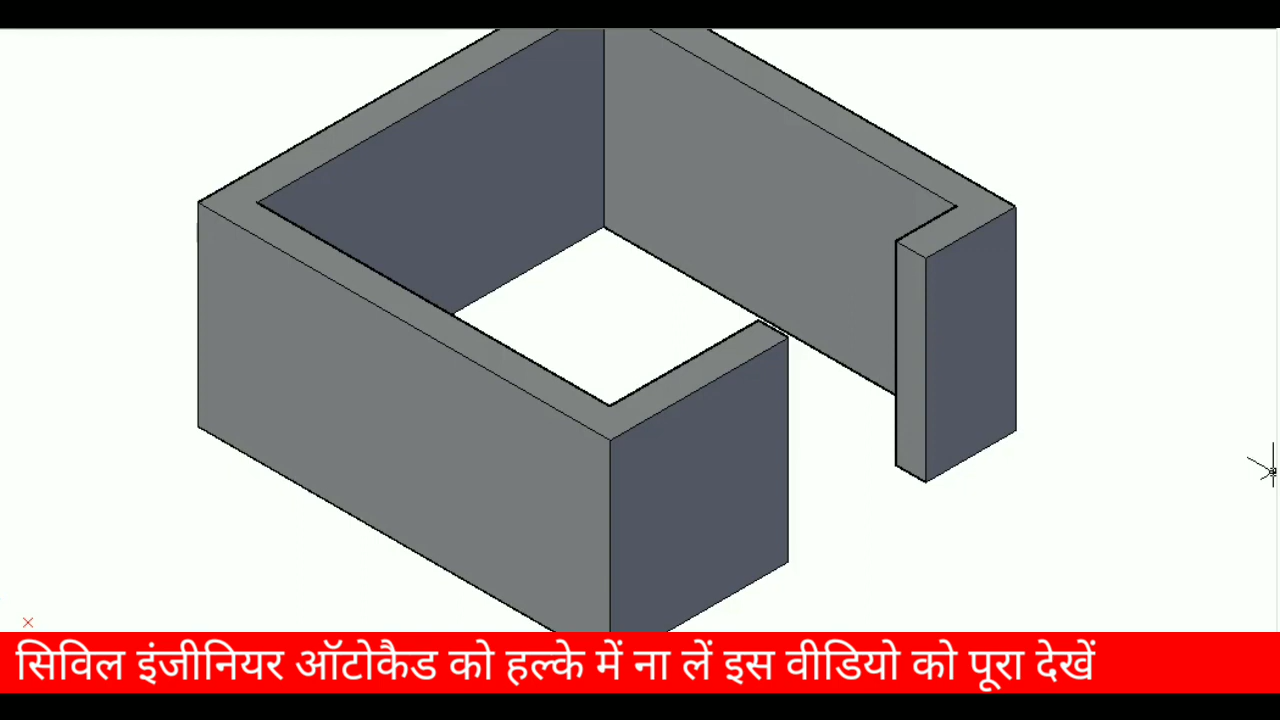 सिविल इंजीनियर ऑटोकैड को हल्के में ना लें इस वीडियो को पूरा देखें